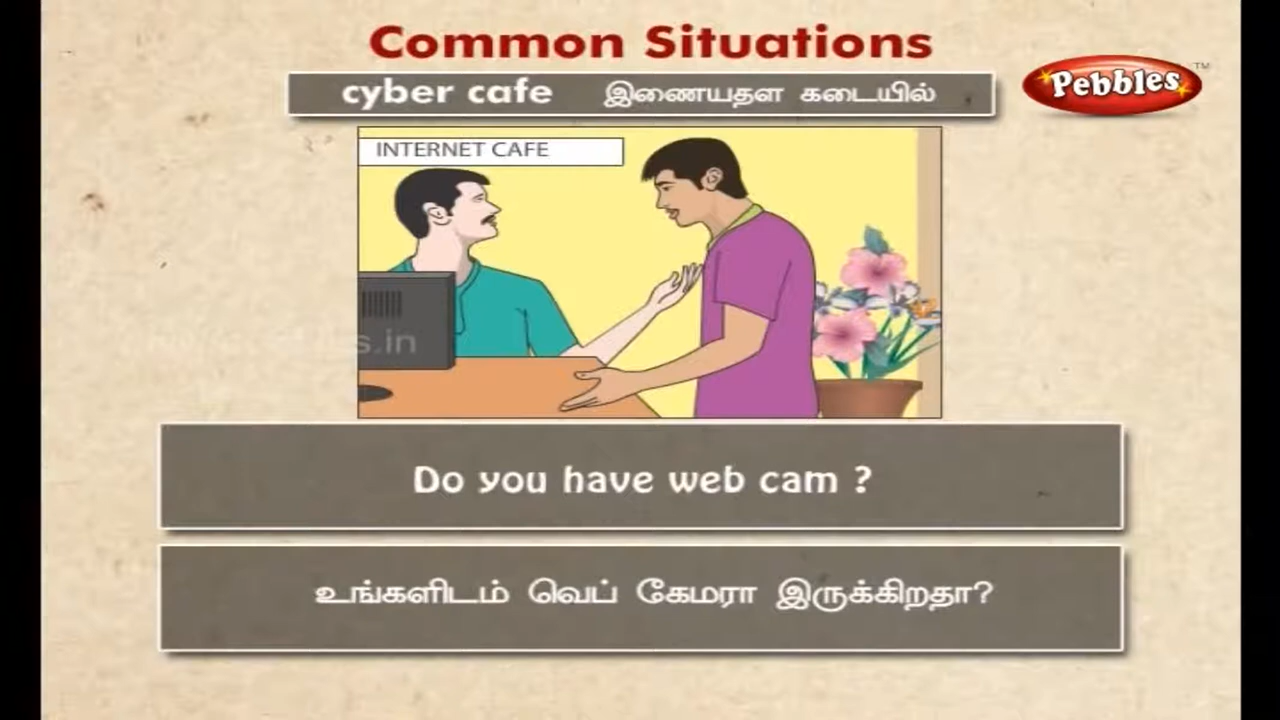 Common Situations
cyber cafe இணையதள கடையில்
Pebbles™
INTERNET CAFE
Do you have web cam ?
உங்களிடம் வெப் கேமரா இருக்கிறதா?